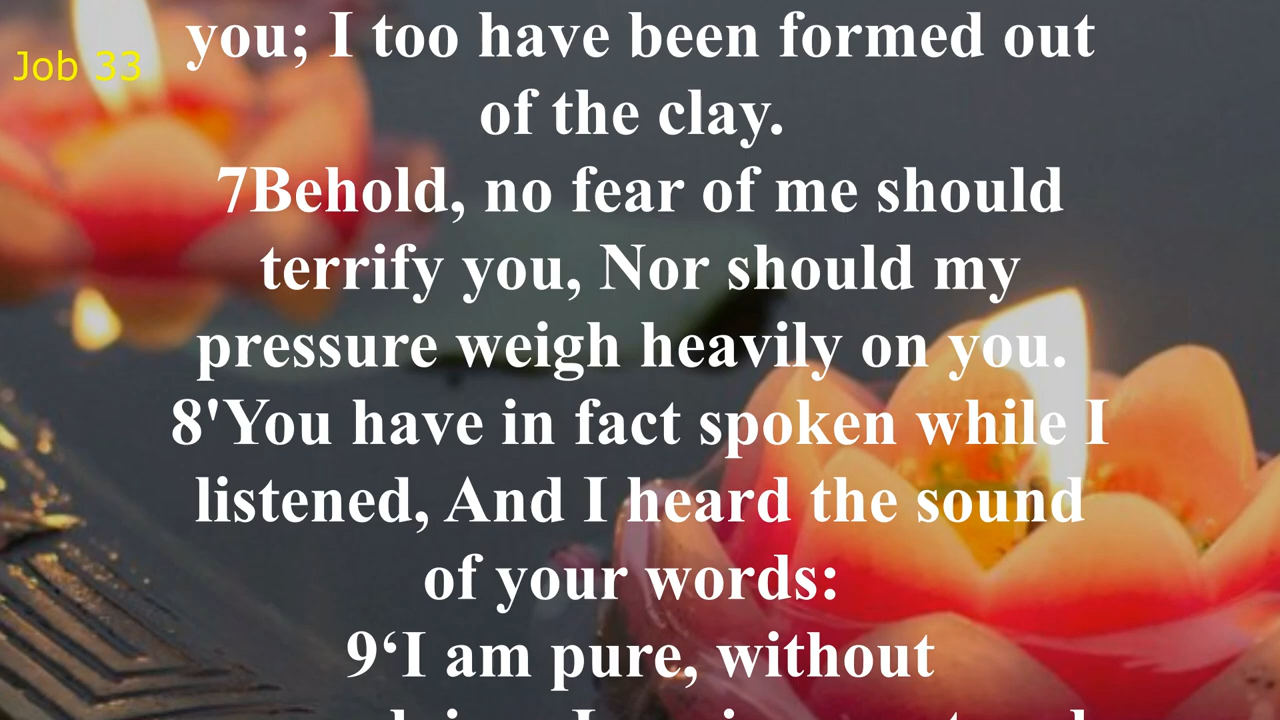 Job 33
you; I too have been formed out
of the clay.
7Behold, no fear of me should
terrify you, Nor should my
pressure weigh heavily on you.
8'You have in fact spoken while I
listened, And I heard the sound
of your words:
9‘I am pure, without